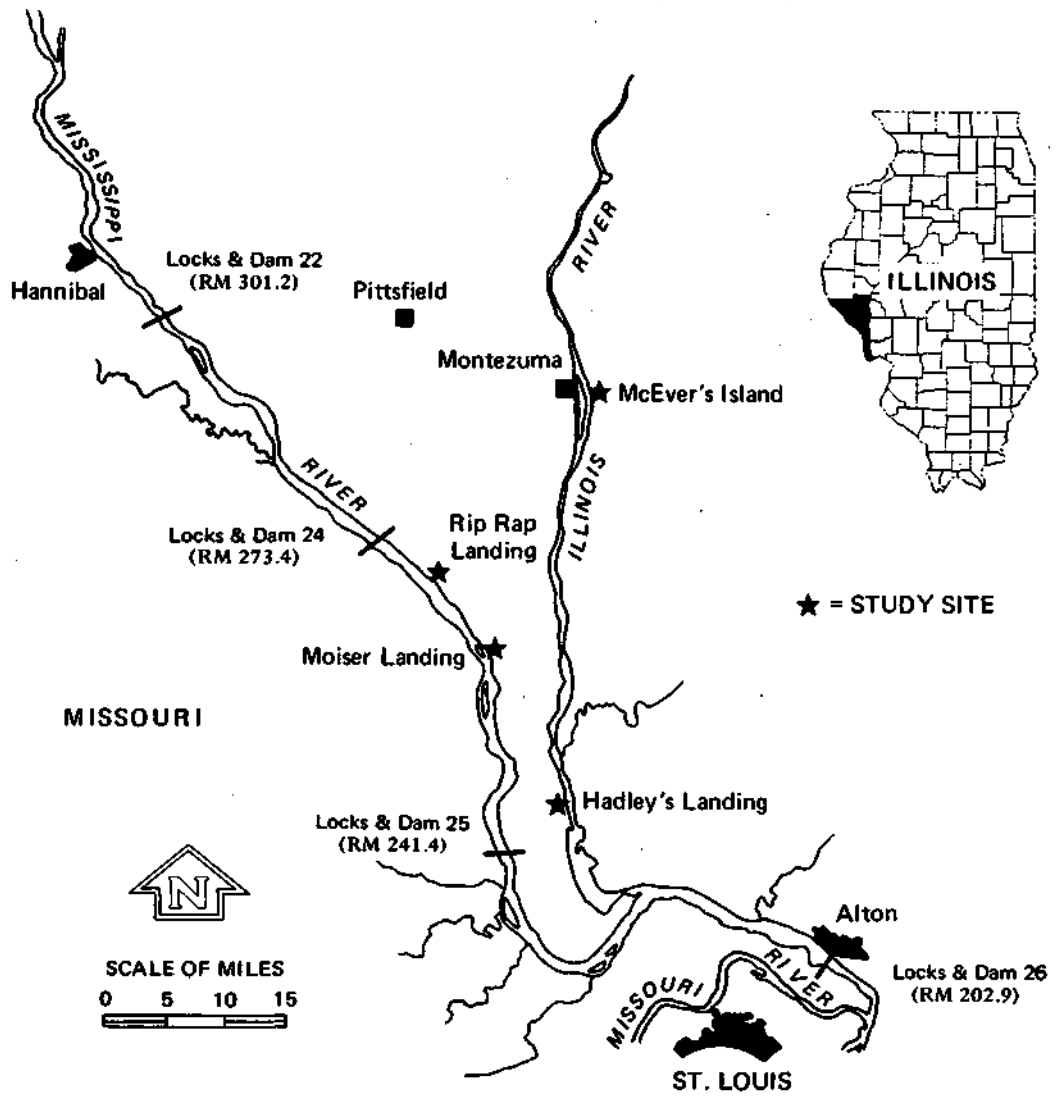 MISSISSIPPI
RIVER
Locks & Dam 22
(RM 301.2)
Hannibal
Pittsfield
ILLINOIS
Montezuma
McEver's Island
RIVER
ILLINOIS
Locks & Dam 24
(RM 273.4)
Rip Rap
Landing
★ = STUDY SITE
Moiser Landing
MISSOURI
Hadley's Landing
Locks & Dam 25
(RM 241.4)
N
Alton
SCALE OF MILES
0 5 10 15
MISSOURI
RIVER
Locks & Dam 26
(RM 202.9)
ST. LOUIS
RIVER